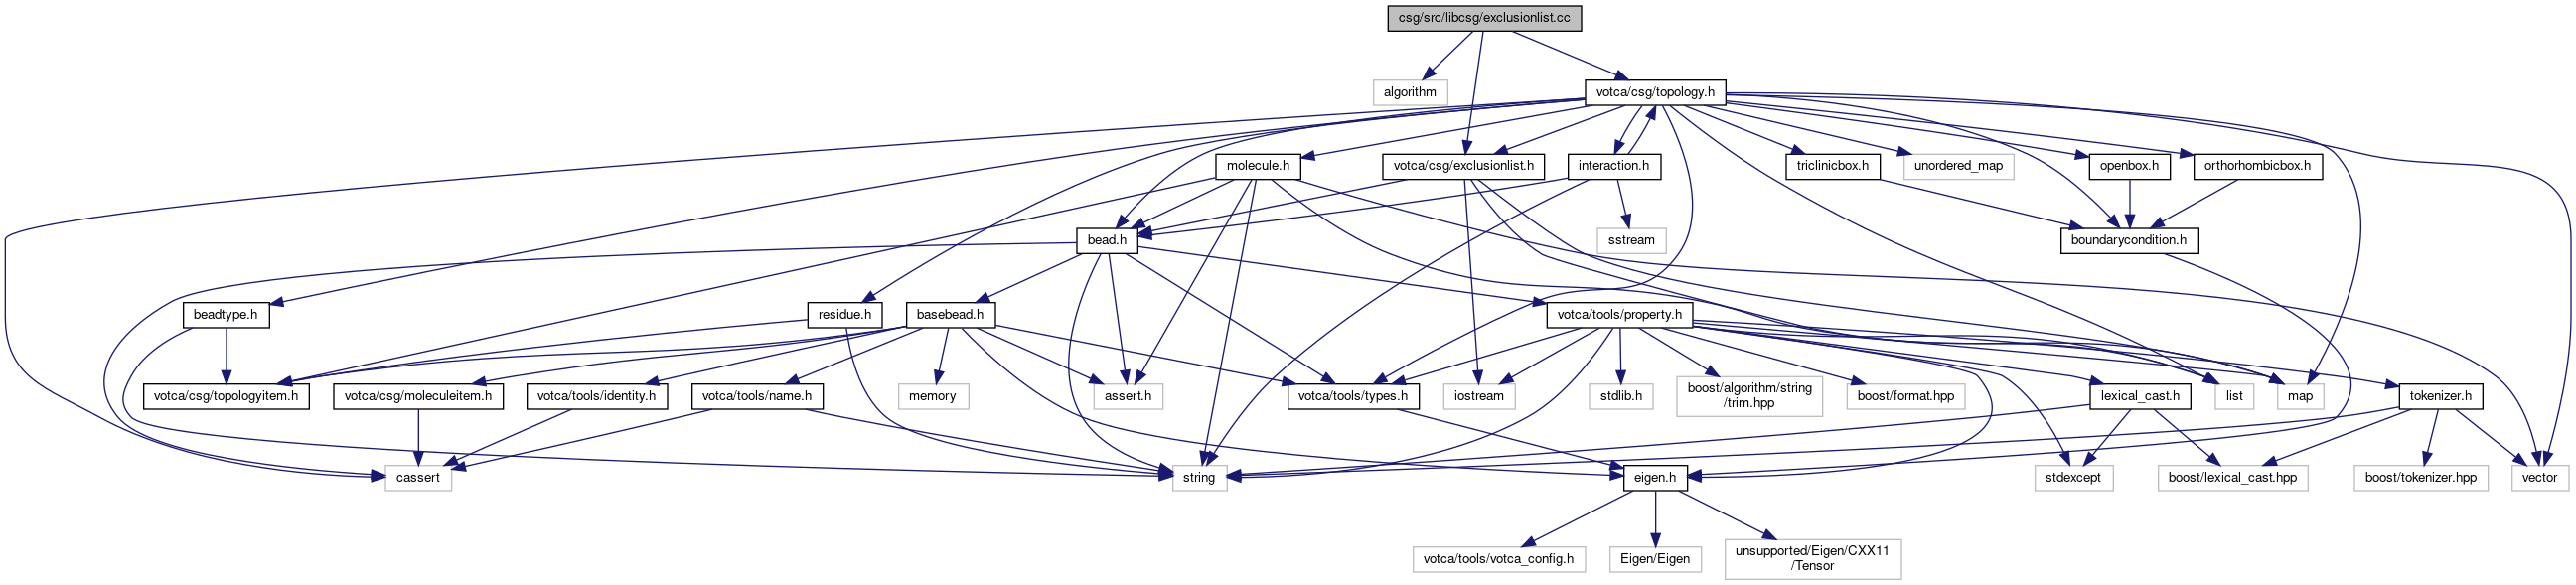 csg/src/libcsg/exclusionlist.cc
algorithm
votca/csg/topology.h
molecule.h
votca/csg/exclusionlist.h
interaction.h
triclinicbox.h
unordered_map
openbox.h
orthorhombicbox.h
bead.h
sstream
boundarycondition.h
beadtype.h
residue.h
basebead.h
votca/tools/property.h
votca/csg/topologyitem.h
votca/csg/moleculeitem.h
votca/tools/identity.h
votca/tools/name.h
memory
assert.h
votca/tools/types.h
iostream
stdlib.h
boost/algorithm/string
/trim.hpp
boost/format.hpp
lexical_cast.h
list
map
tokenizer.h
cassert
string
eigen.h
stdexcept
boost/lexical_cast.hpp
boost/tokenizer.hpp
vector
votca/tools/votca_config.h
Eigen/Eigen
unsupported/Eigen/CXX11
/Tensor